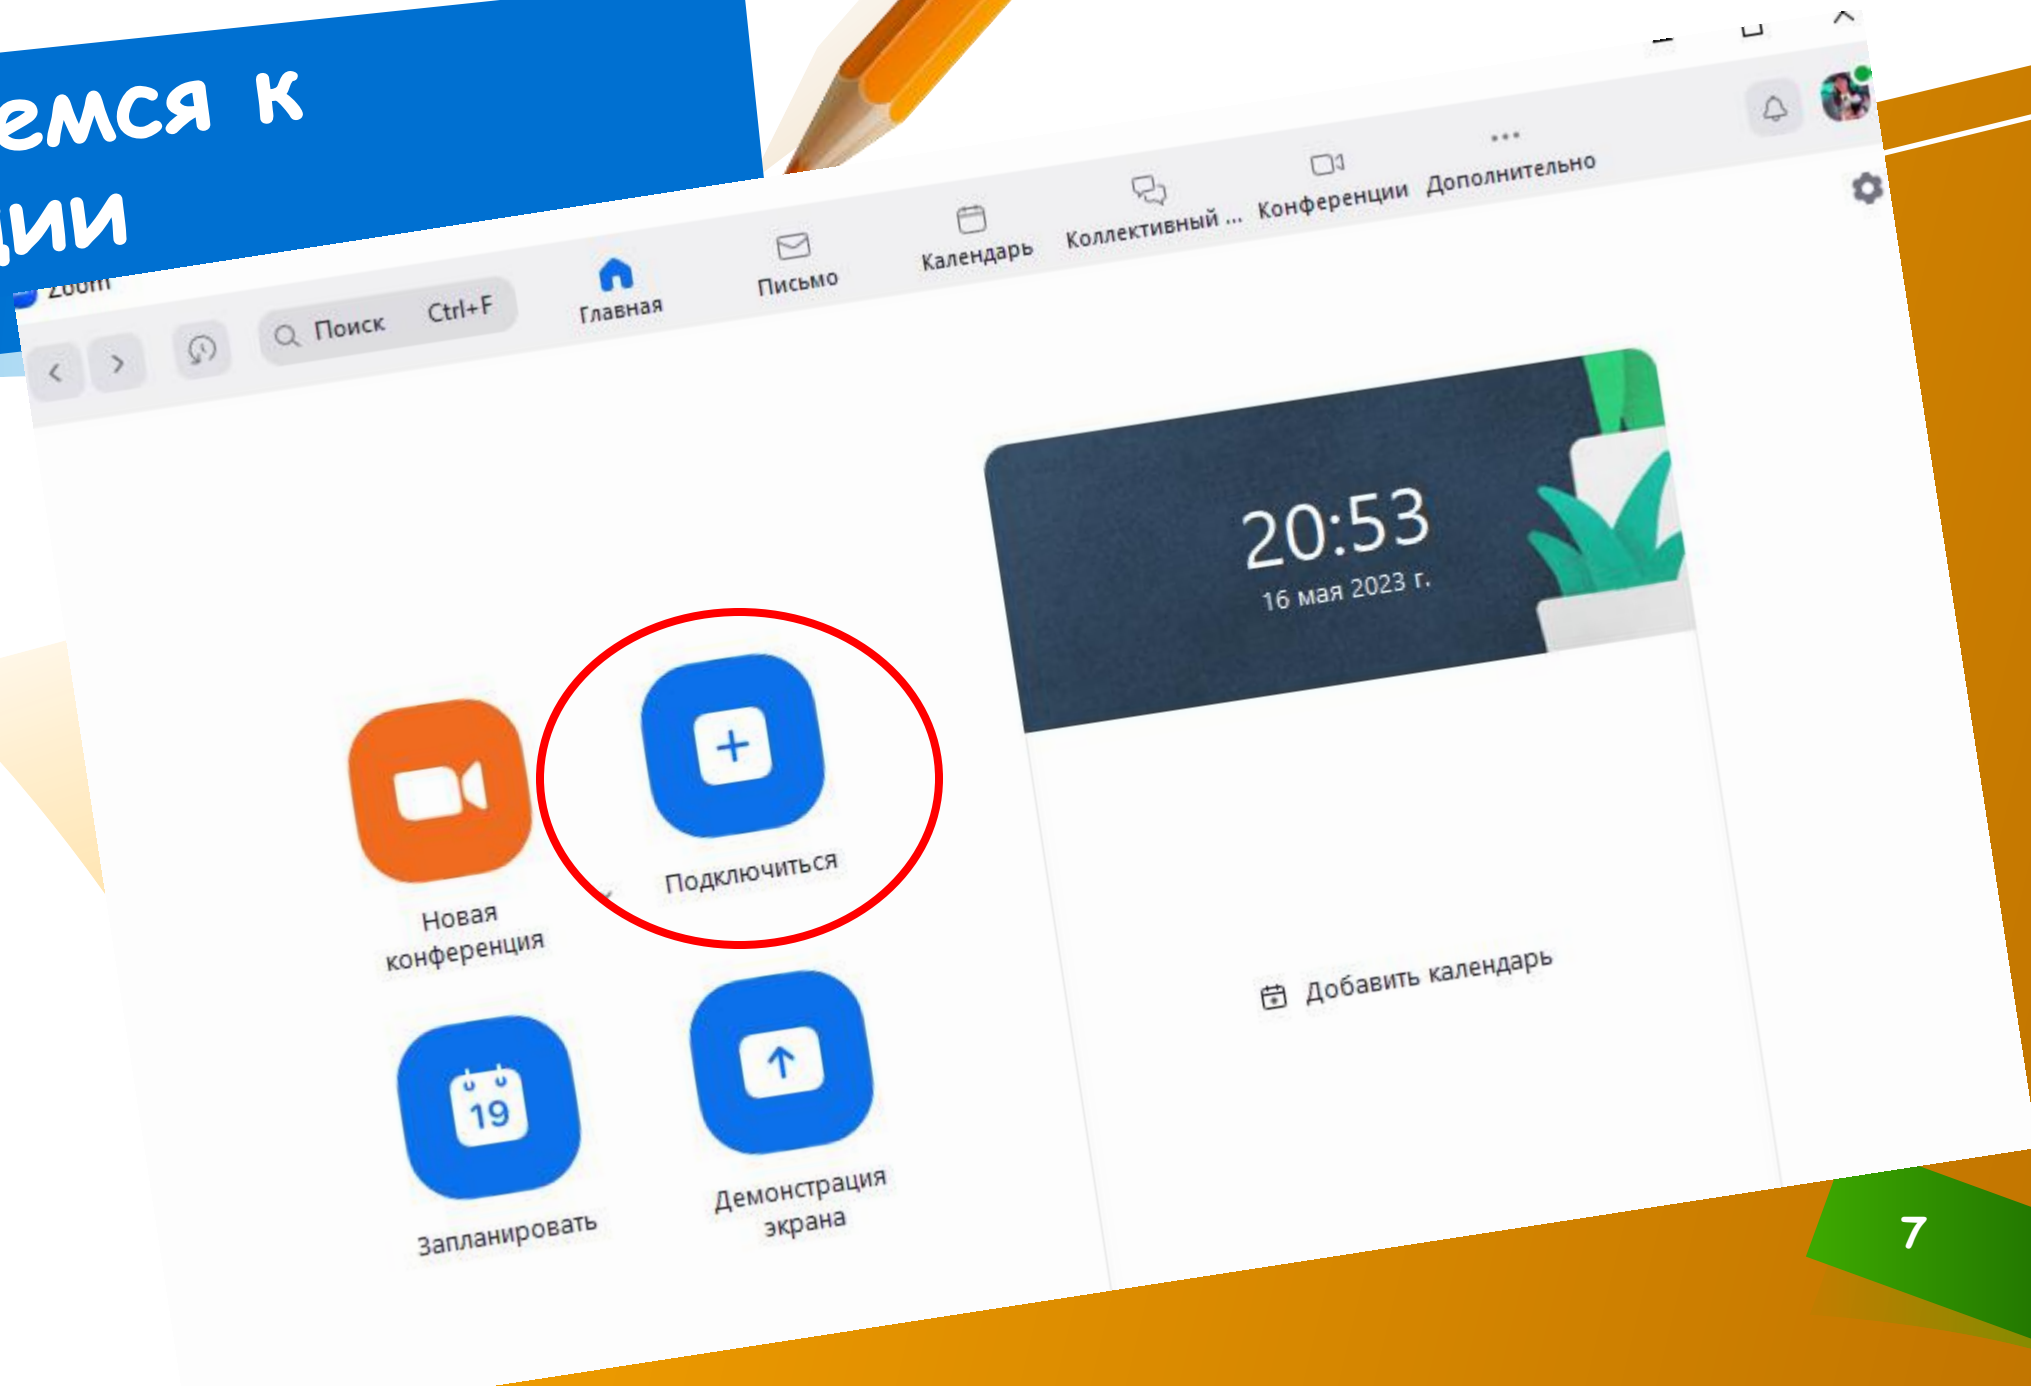 емся к
ции
Zoom
Поиск Ctrl+F
Главная
Письмо
Календарь
Коллективный ...
Конференции
Дополнительно
20:53
16 мая 2023 г.
Новая
конференция
Подключиться
19
Запланировать
Демонстрация
экрана
Добавить календарь
7